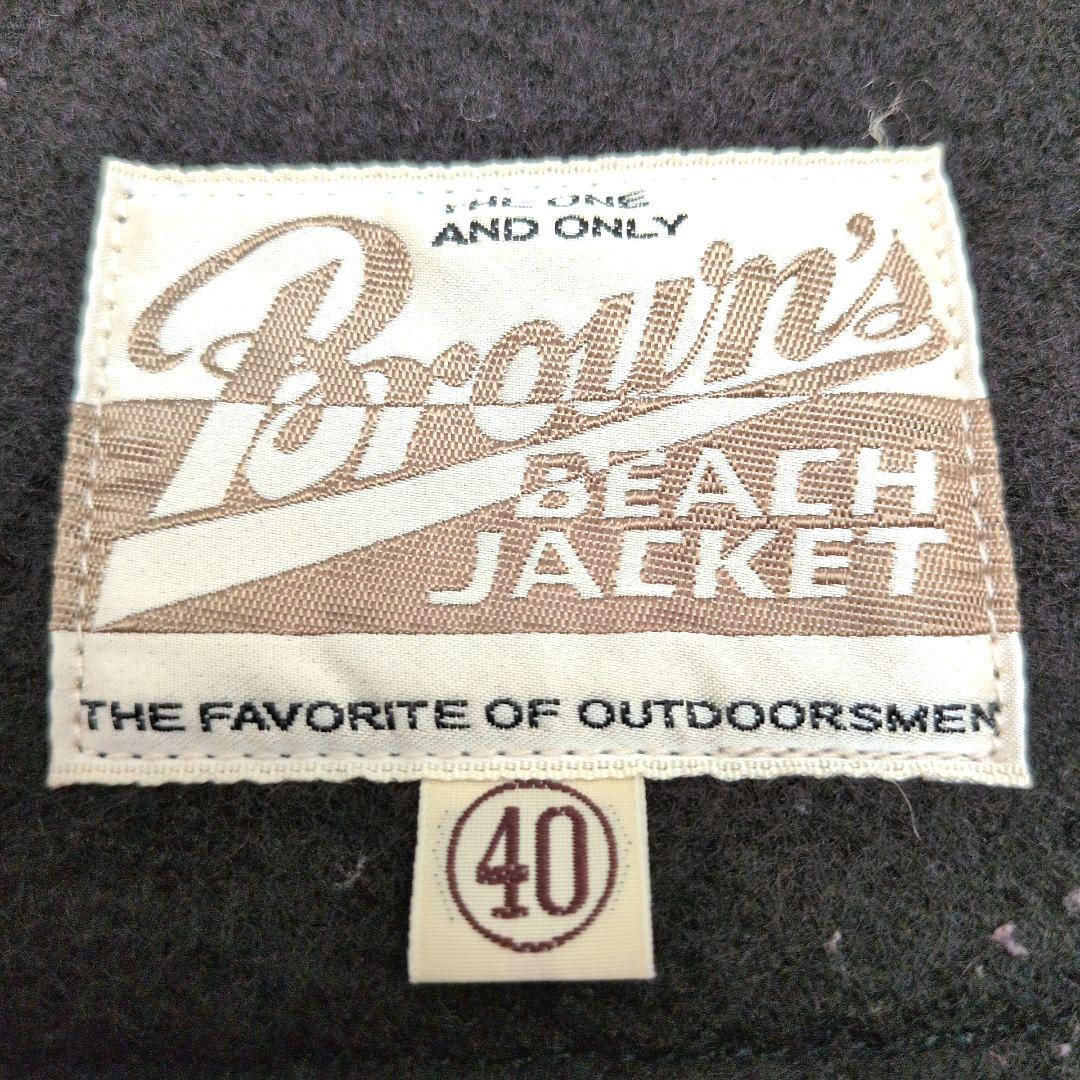 THE ONE
AND ONLY
Brown's
BEACH
JACKET
THE FAVORITE OF OUTDOORSMEN
40